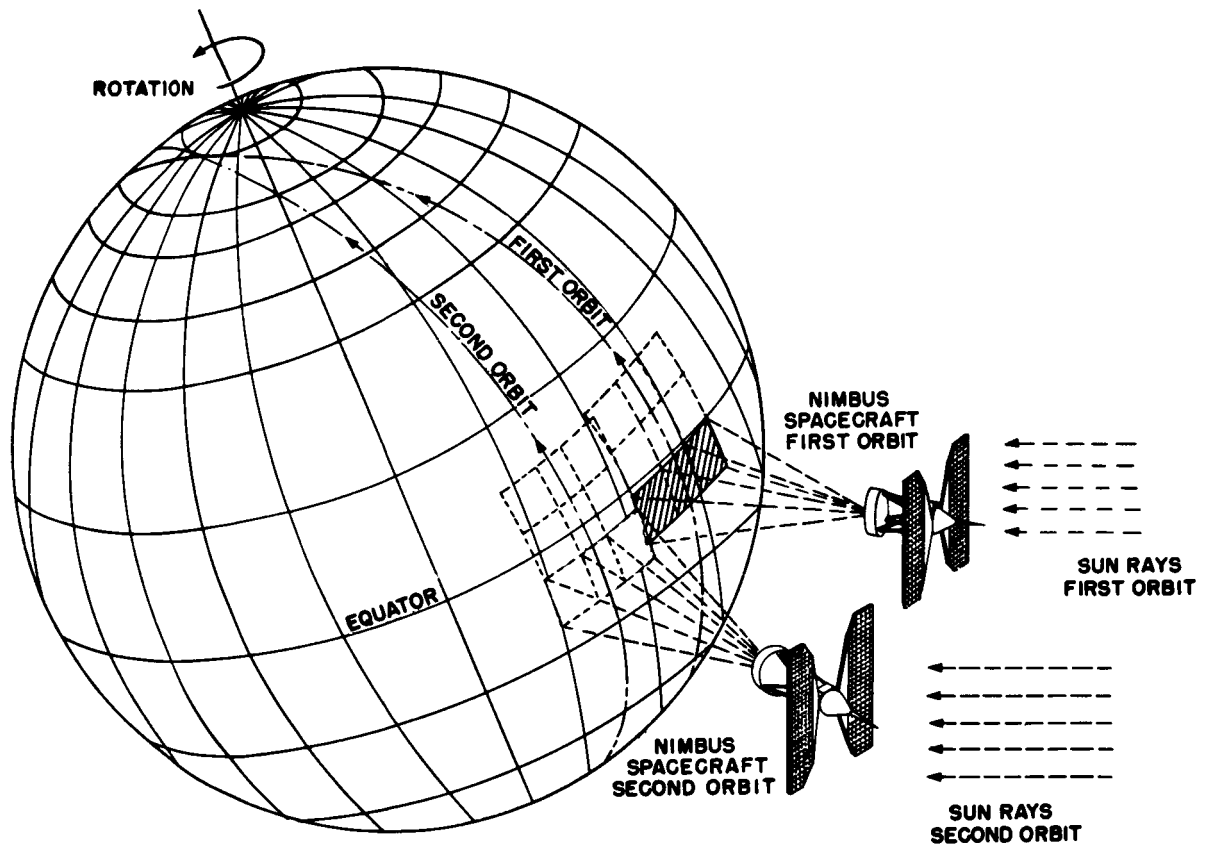 ROTATION
FIRST ORBIT
SECOND ORBIT
EQUATOR
NIMBUS
SPACECRAFT
FIRST ORBIT
SUN RAYS
FIRST ORBIT
NIMBUS
SPACECRAFT
SECOND ORBIT
SUN RAYS
SECOND ORBIT